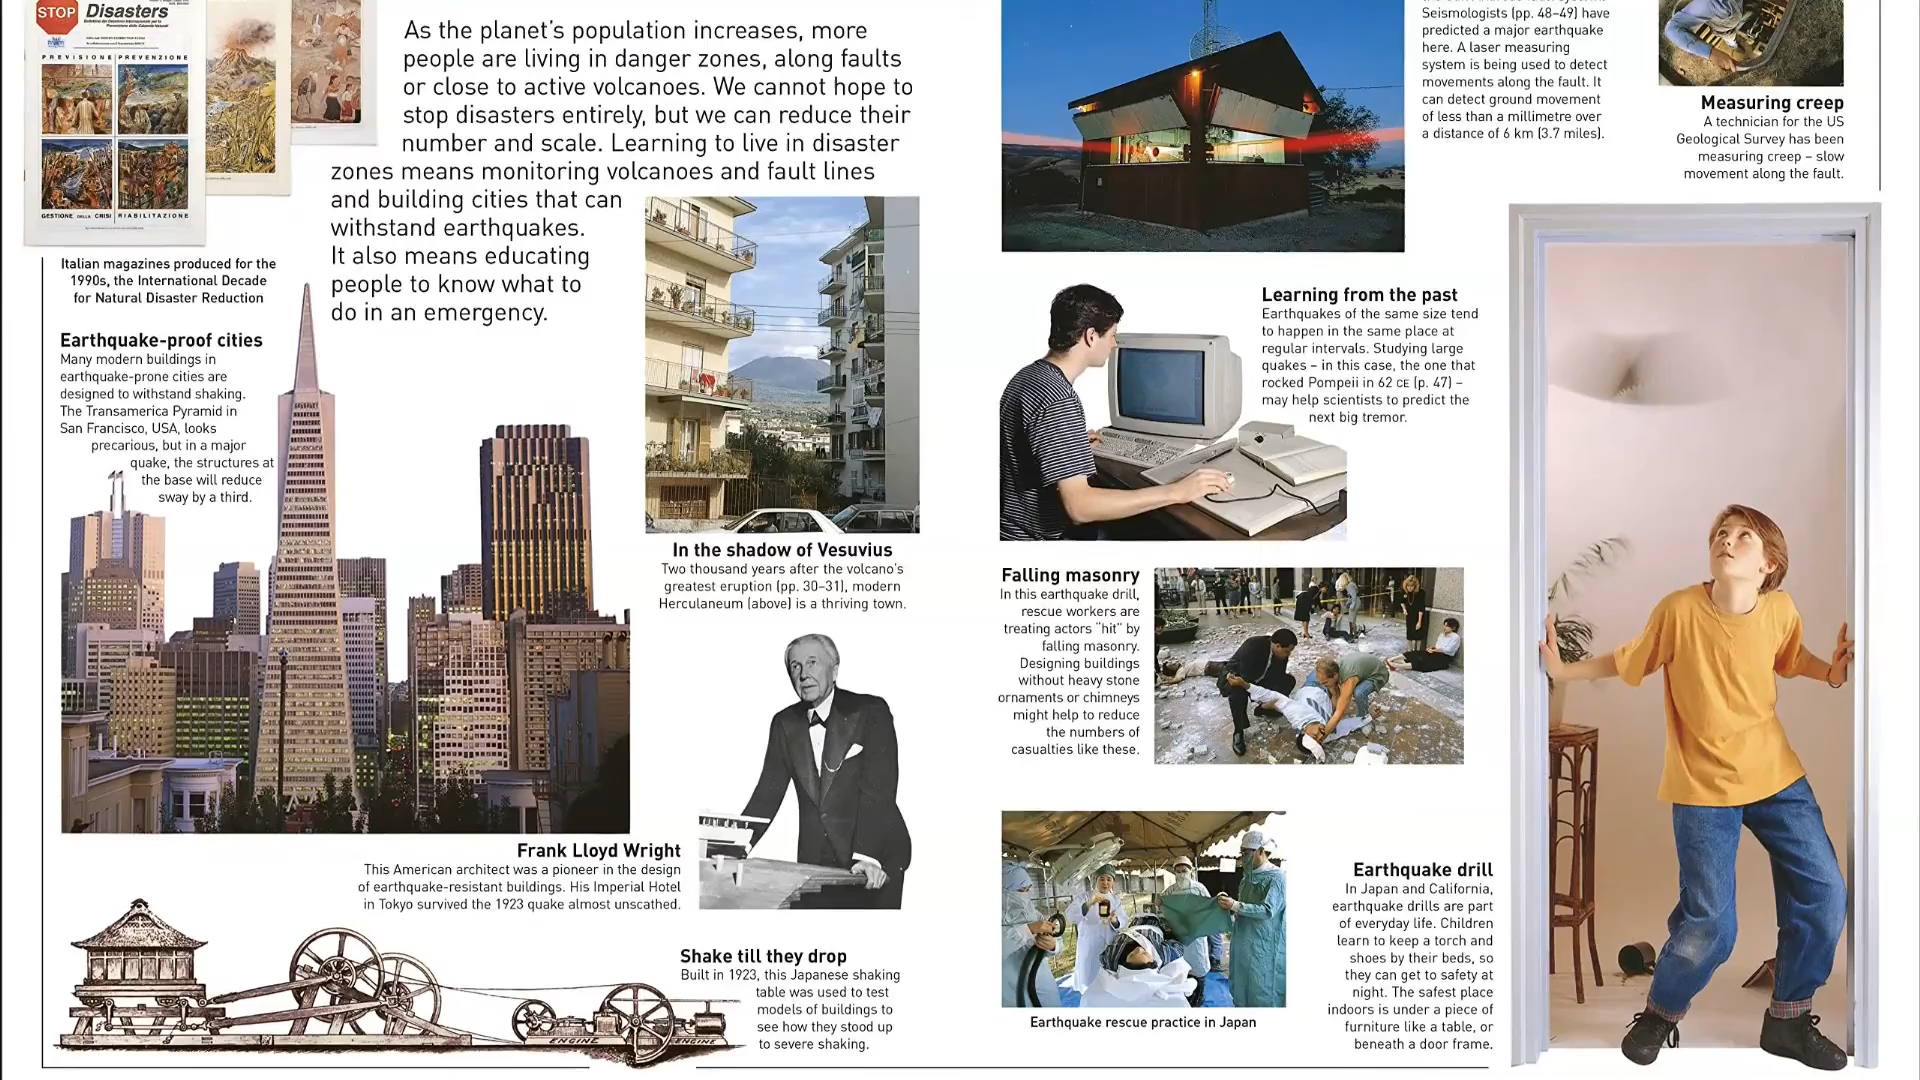 STOP
Disasters
PREVISIONE PREVENZIONE
GESTIONE DELLA CRISI RIABILITAZIONE
As the planet's population increases, more
people are living in danger zones, along faults
or close to active volcanoes. We cannot hope to
stop disasters entirely, but we can reduce their
number and scale. Learning to live in disaster
zones means monitoring volcanoes and fault lines
and building cities that can
withstand earthquakes.
It also means educating
people to know what to
do in an emergency.
Italian magazines produced for the
1990s, the International Decade
for Natural Disaster Reduction
Earthquake-proof cities
Many modern buildings in
earthquake-prone cities are
designed to withstand shaking.
The Transamerica Pyramid in
San Francisco, USA, looks
precarious, but in a major
quake, the structures at
the base will reduce
sway by a third.
In the shadow of Vesuvius
Two thousand years after the volcano's
greatest eruption (pp. 30–31), modern
Herculaneum (above) is a thriving town.
Frank Lloyd Wright
This American architect was a pioneer in the design
of earthquake-resistant buildings. His Imperial Hotel
in Tokyo survived the 1923 quake almost unscathed.
Shake till they drop
Built in 1923, this Japanese shaking
table was used to test
models of buildings to
see how they stood up
to severe shaking.
ENGINE
ENGINE
Seismologists (pp. 48–49) have
predicted a major earthquake
here. A laser measuring
system is being used to detect
movements along the fault. It
can detect ground movement
of less than a millimetre over
a distance of 6 km (3.7 miles).
Measuring creep
A technician for the US
Geological Survey has been
measuring creep – slow
movement along the fault.
Learning from the past
Earthquakes of the same size tend
to happen in the same place at
regular intervals. Studying large
quakes – in this case, the one that
rocked Pompeii in 62 CE (p. 47) –
may help scientists to predict the
next big tremor.
Falling masonry
In this earthquake drill,
rescue workers are
treating actors "hit" by
falling masonry.
Designing buildings
without heavy stone
ornaments or chimneys
might help to reduce
the numbers of
casualties like these.
Earthquake rescue practice in Japan
Earthquake drill
In Japan and California,
earthquake drills are part
of everyday life. Children
learn to keep a torch and
shoes by their beds, so
they can get to safety at
night. The safest place
indoors is under a piece of
furniture like a table, or
beneath a door frame.